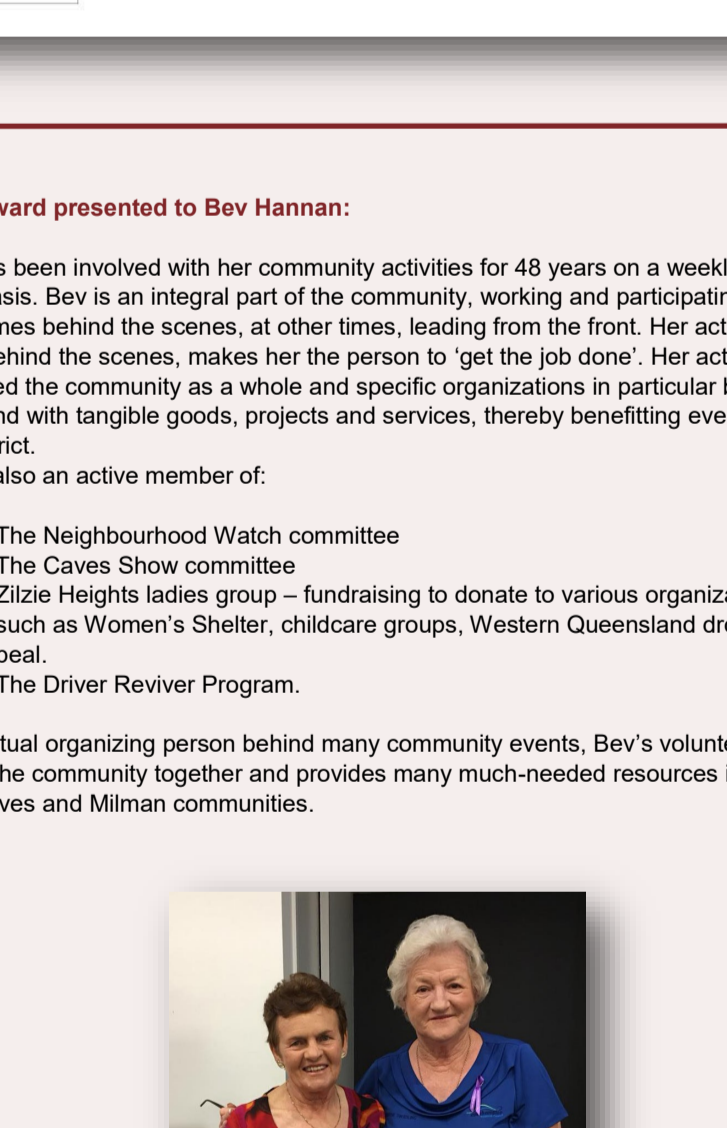 ward presented to Bev Hannan:
s been involved with her community activities for 48 years on a weekl
asis. Bev is an integral part of the community, working and participatin
mes behind the scenes, at other times, leading from the front. Her act
ehind the scenes, makes her the person to ‘get the job done’. Her act
ed the community as a whole and specific organizations in particular b
nd with tangible goods, projects and services, thereby benefitting eve
rict.
also an active member of:
The Neighbourhood Watch committee
The Caves Show committee
Zilzie Heights ladies group – fundraising to donate to various organiza
such as Women’s Shelter, childcare groups, Western Queensland dro
peal.
The Driver Reviver Program.
tual organizing person behind many community events, Bev’s volunte
he community together and provides many much-needed resources i
ves and Milman communities.